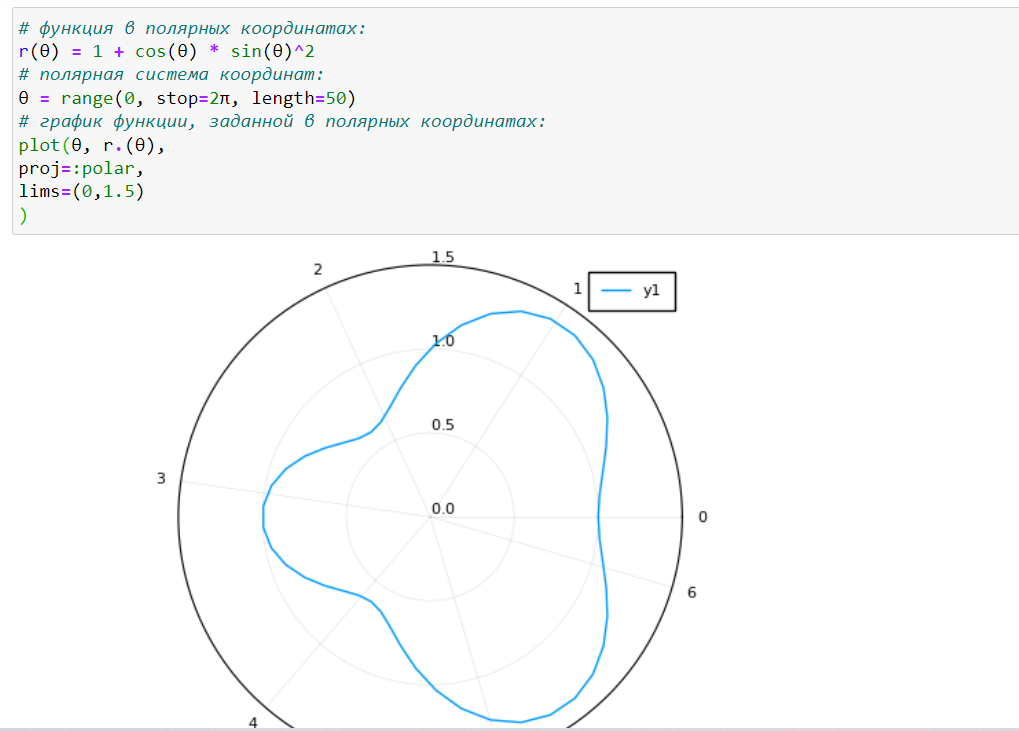 # функция в полярных координатах:
r(θ) = 1 + cos(θ) * sin(θ)^2
# полярная система координат:
θ = range(0, stop=2π, length=50)
# график функции, заданной в полярных координатах:
plot(θ, r.(θ),
proj=:polar,
lims=(0,1.5)
)
1.5
2
1
y1
1.0
0.5
3
0.0
0
6
4